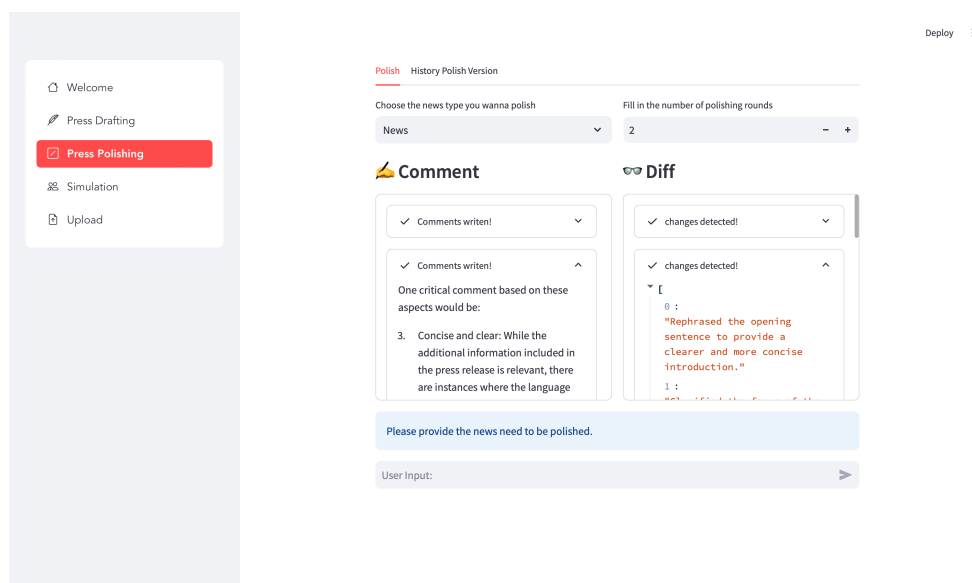 Deploy
Welcome
Press Drafting
Press Polishing
Simulation
Upload
Polish
History Polish Version
Choose the news type you wanna polish
News
Fill in the number of polishing rounds
2
Comment
Comments writen!
Comments writen!
One critical comment based on these
aspects would be:
3. Concise and clear: While the
additional information included in
the press release is relevant, there
are instances where the language
Diff
changes detected!
changes detected!
[
0 :
"Rephrased the opening
sentence to provide a
clearer and more concise
introduction."
1 :
Please provide the news need to be polished.
User Input: